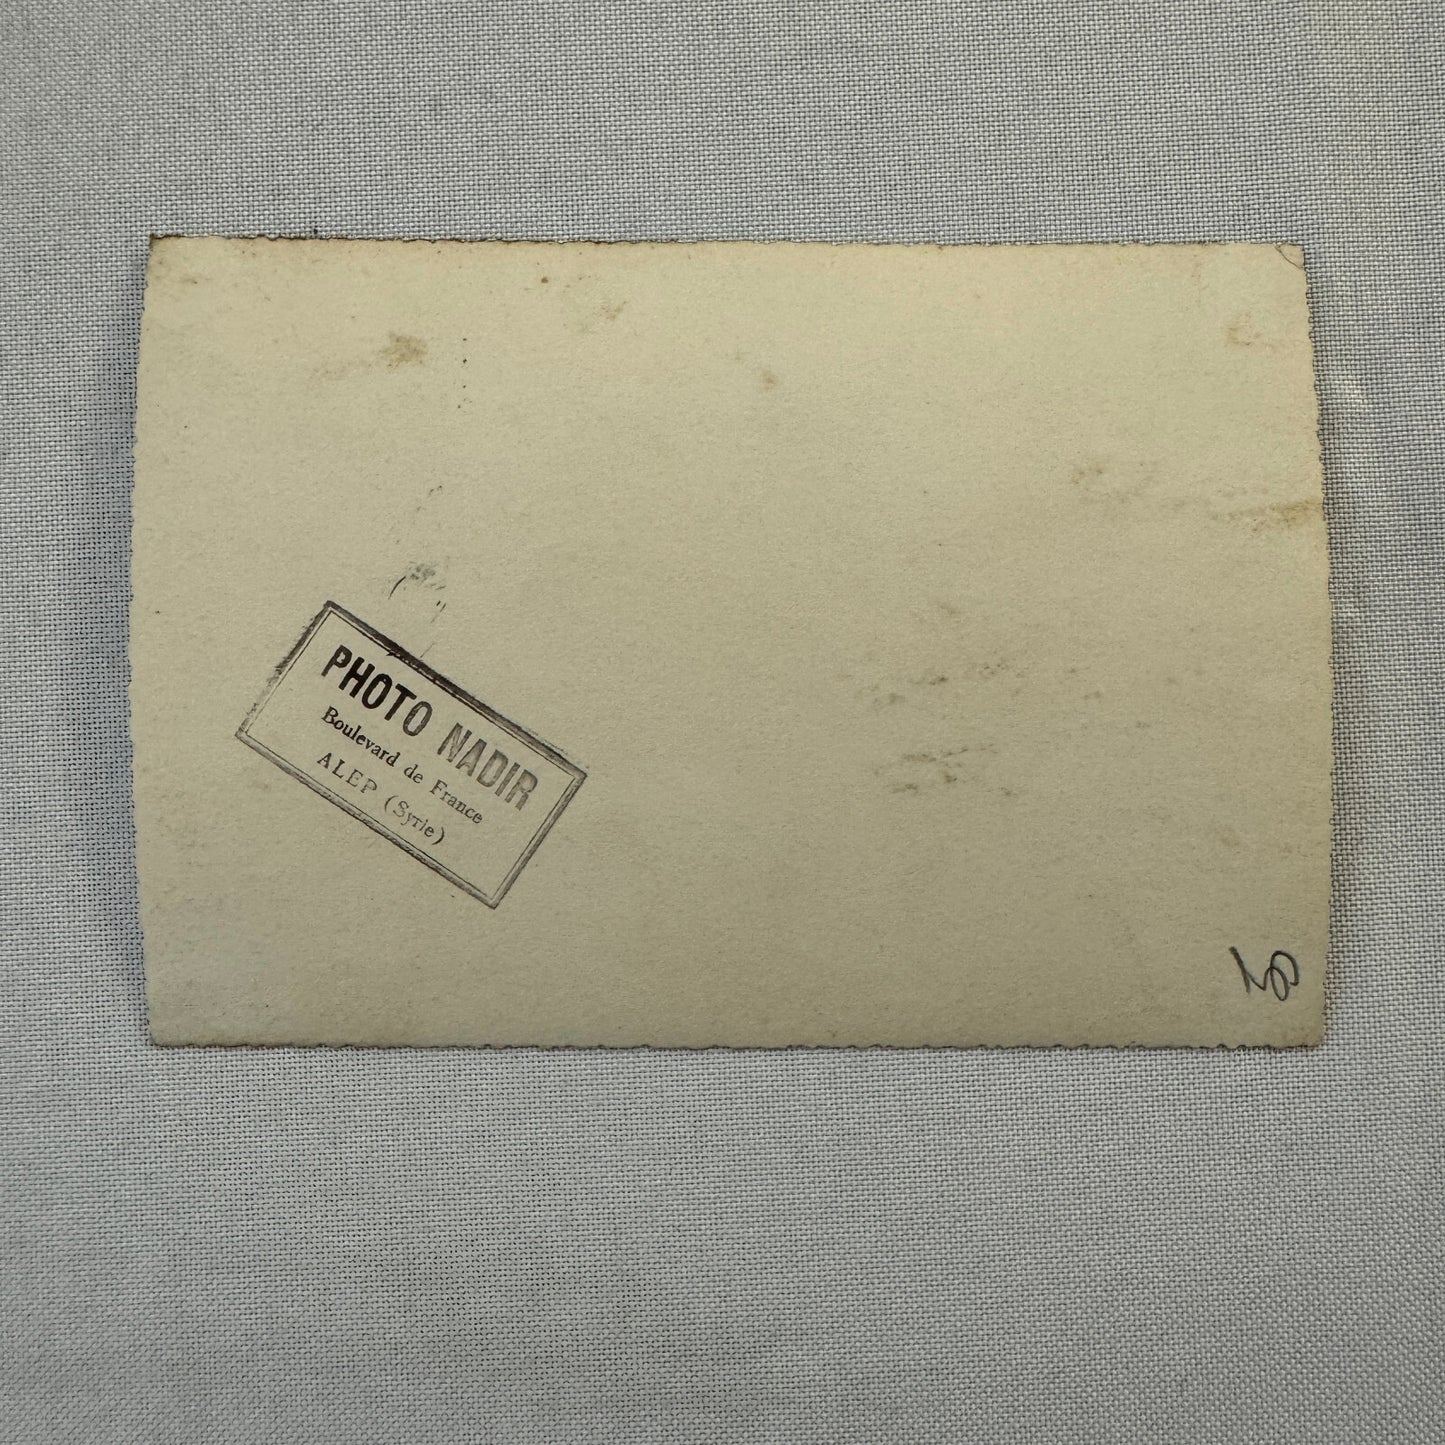 PHOTO NADIR
Boulevard de France
ALEP (Syrie)